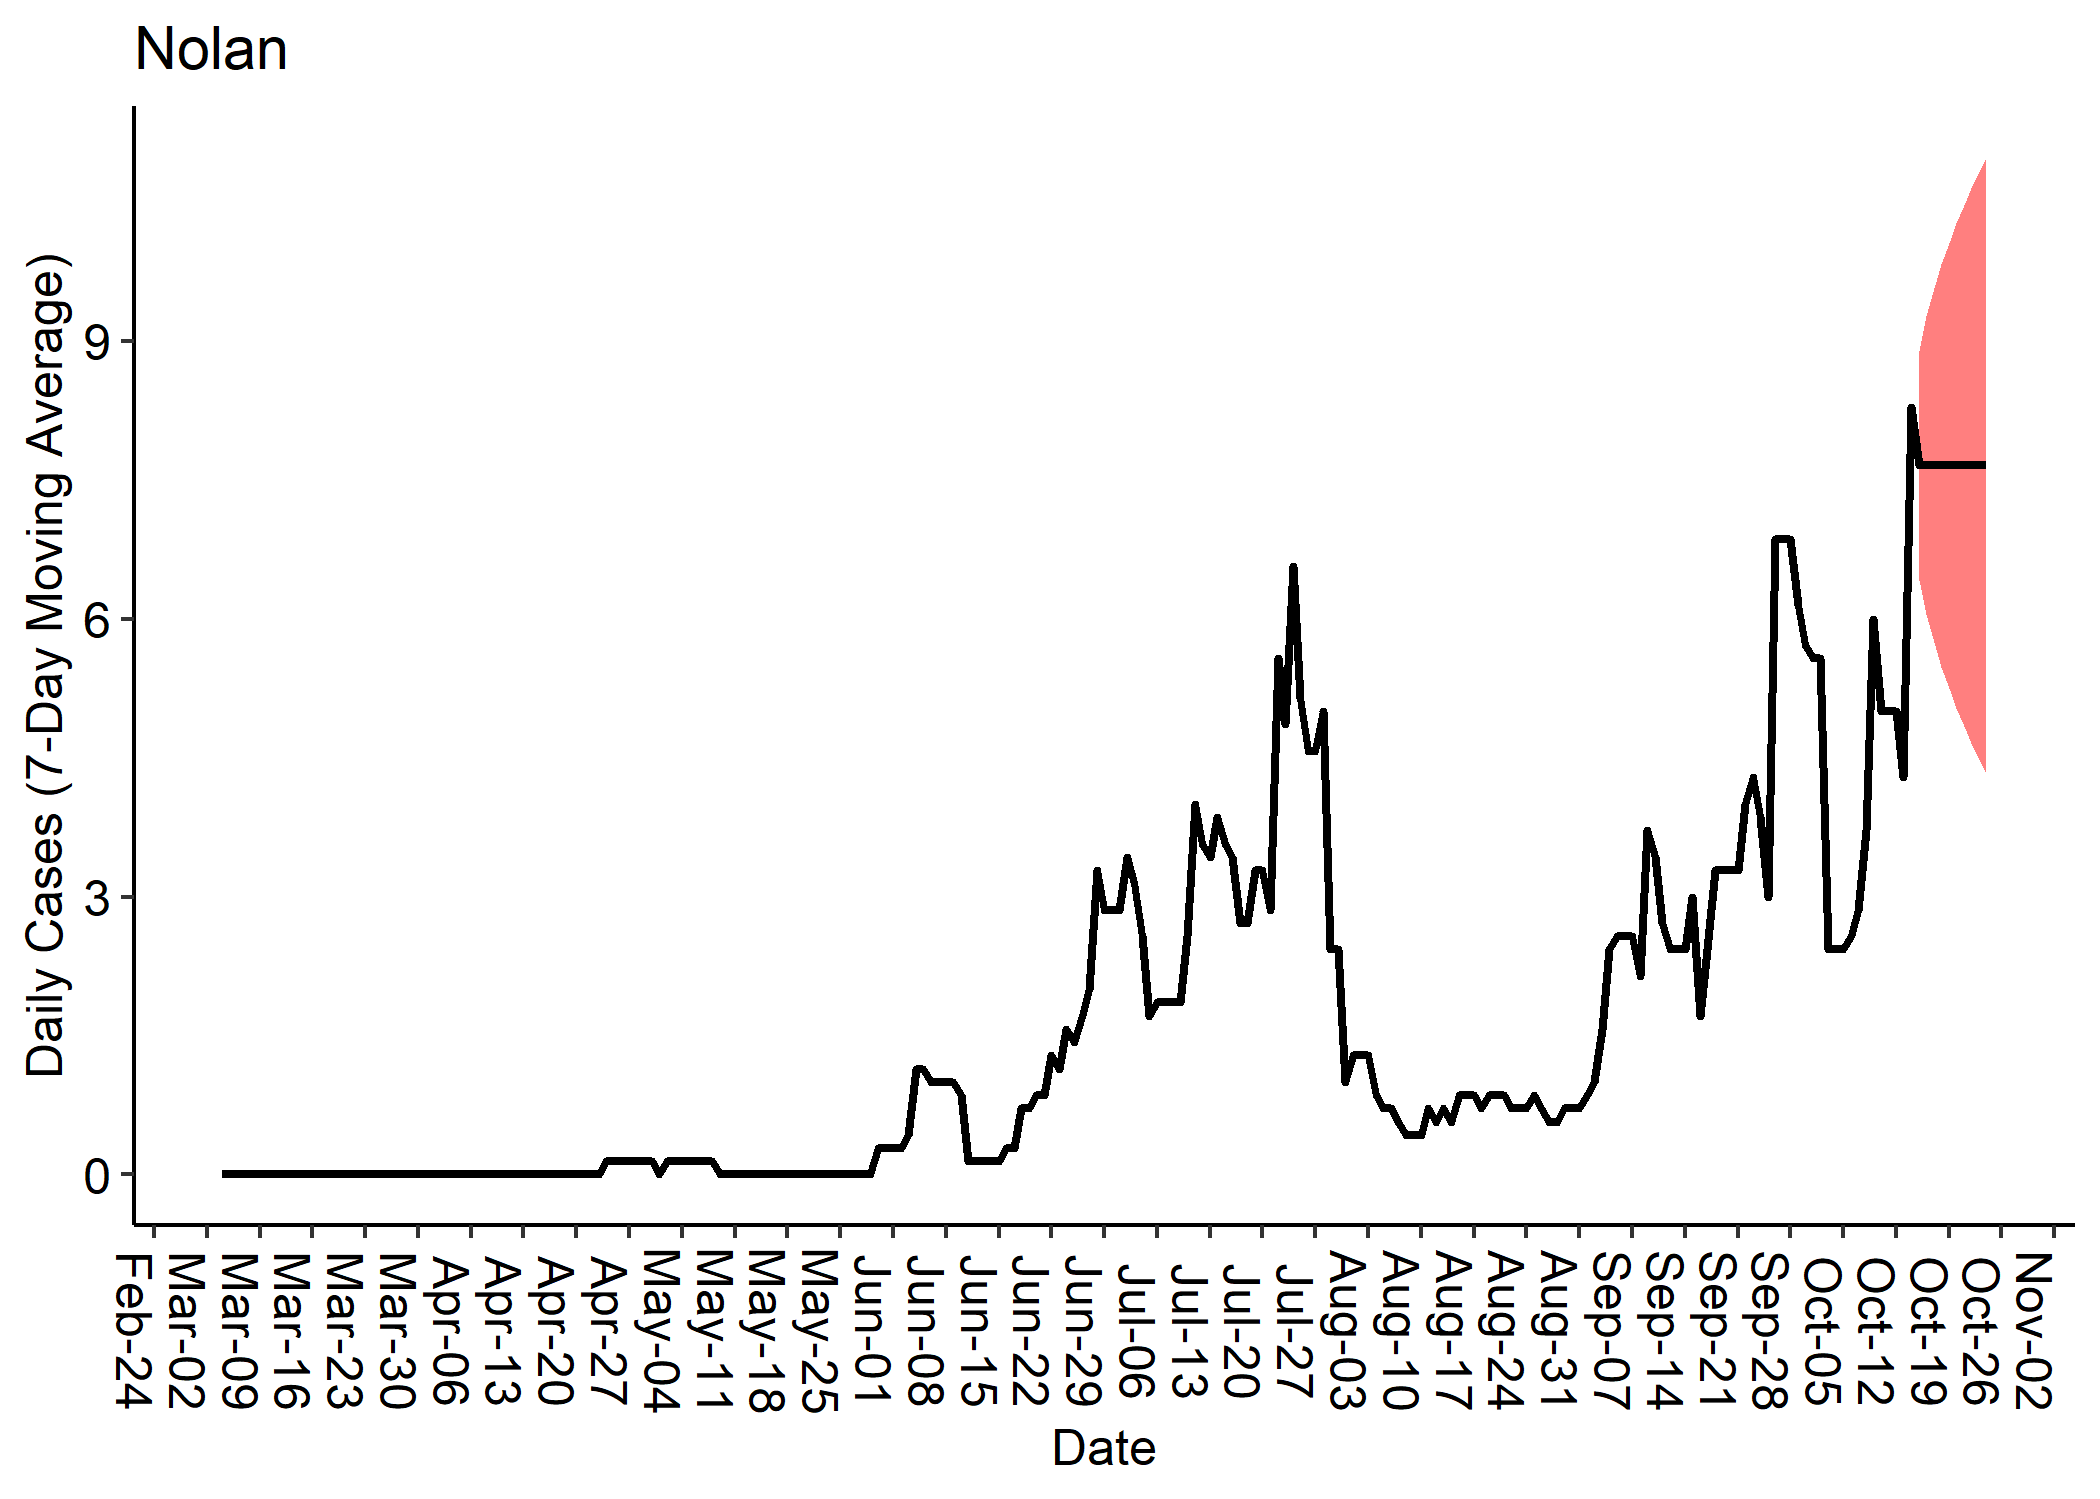 Nolan
Daily Cases (7-Day Moving Average)
9
6
3
0
Feb-24
Mar-02
Mar-09
Mar-16
Mar-23
Mar-30
Apr-06
Apr-13
Apr-20
Apr-27
May-04
May-11
May-18
May-25
Jun-01
Jun-08
Jun-15
Jun-22
Jun-29
Jul-06
Jul-13
Jul-20
Jul-27
Aug-03
Aug-10
Aug-17
Aug-24
Aug-31
Sep-07
Sep-14
Sep-21
Sep-28
Oct-05
Oct-12
Oct-19
Oct-26
Nov-02
Date